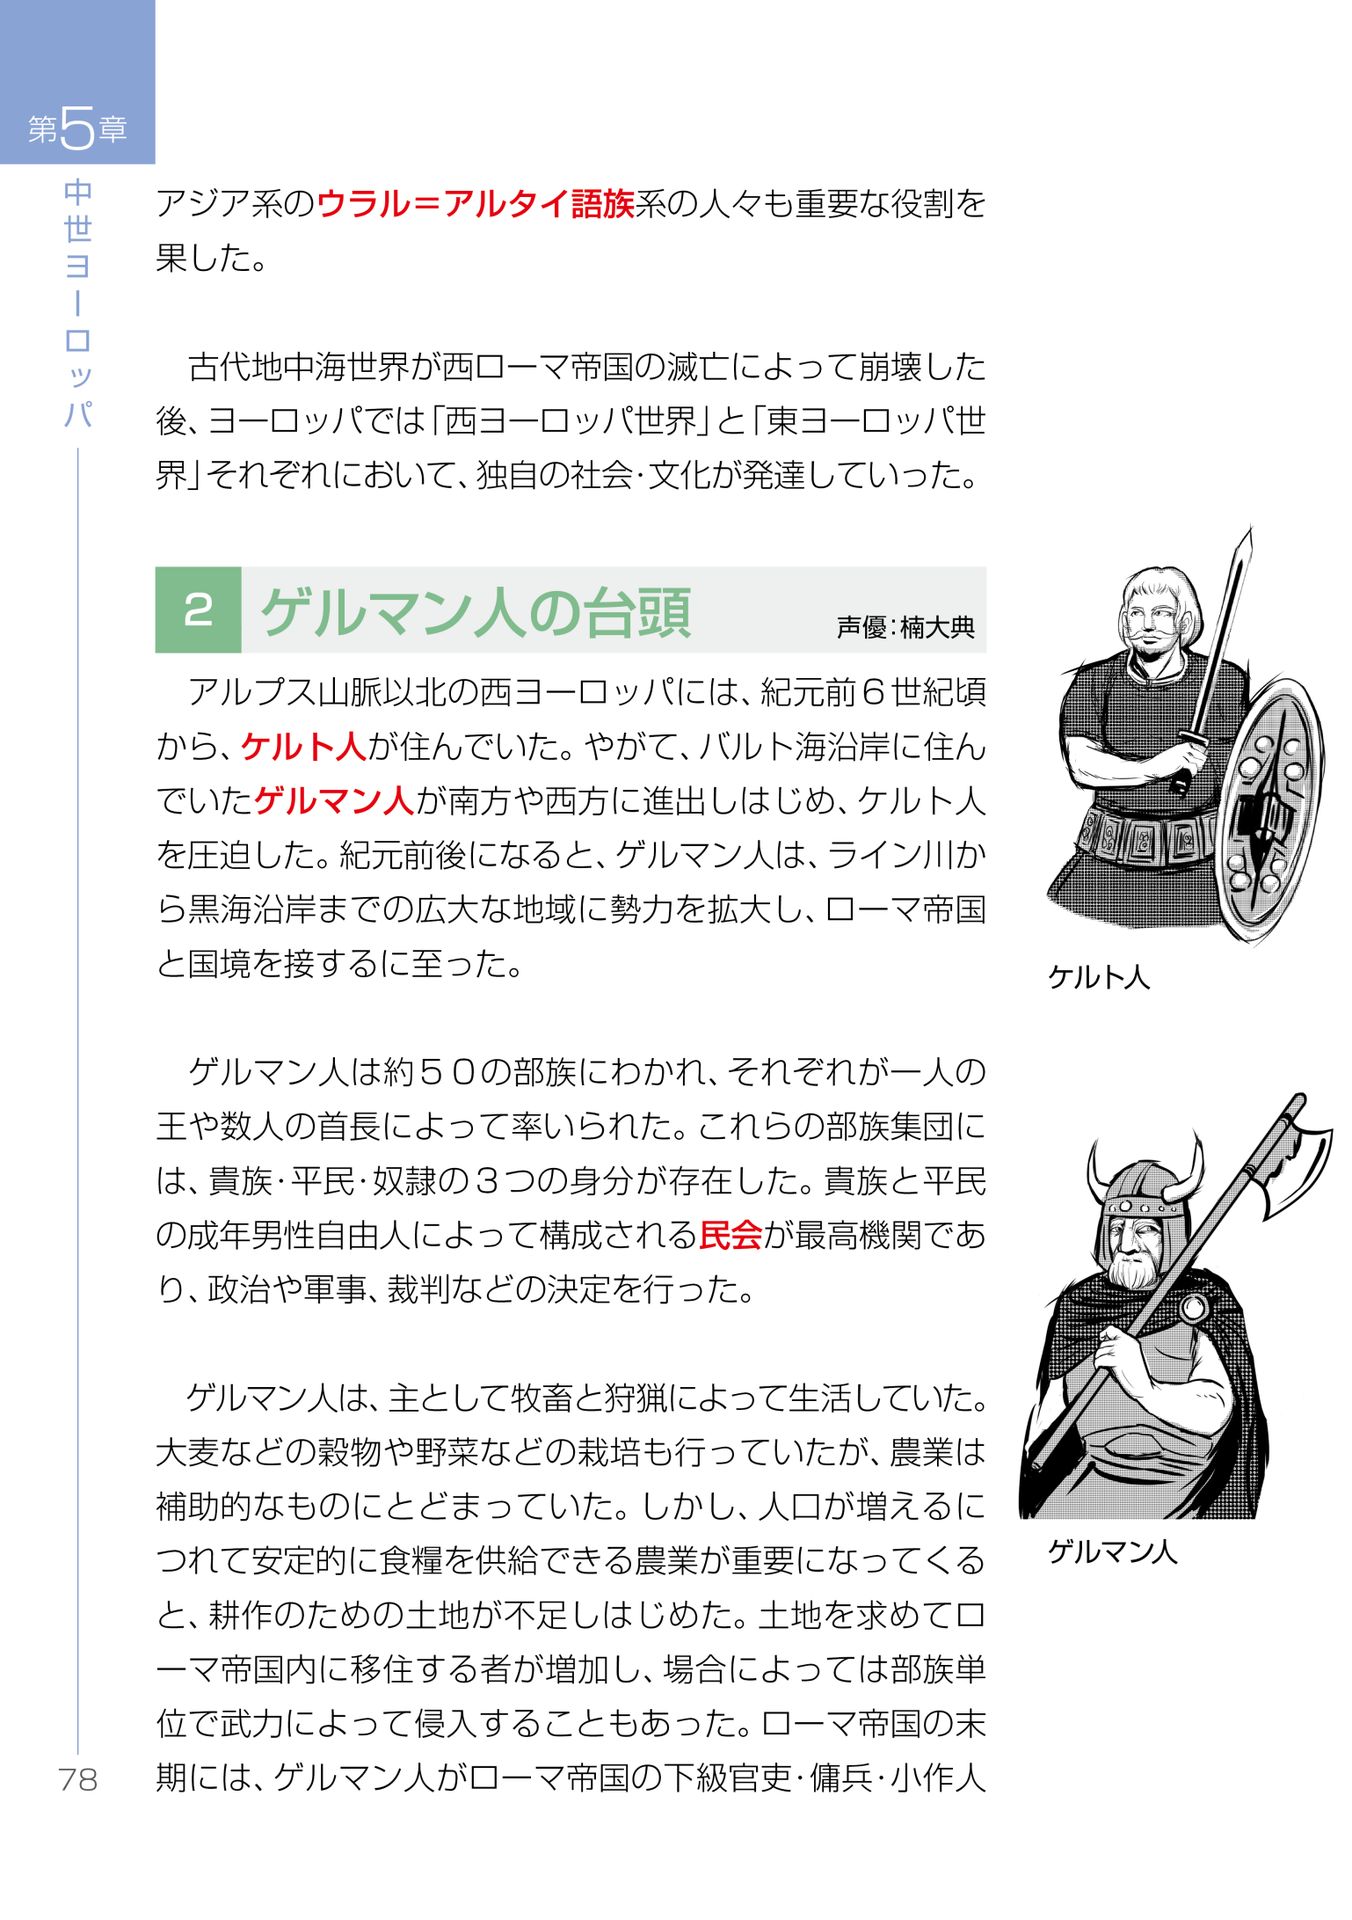 第5章
中世ヨーロッパ
アジア系のウラル＝アルタイ語族系の人々も重要な役割を
果した。
古代地中海世界が西ローマ帝国の滅亡によって崩壊した
後、ヨーロッパでは「西ヨーロッパ世界」と「東ヨーロッパ世
界」それぞれにおいて、独自の社会・文化が発達していった。
2 ゲルマン人の台頭 声優：楠大典
アルプス山脈以北の西ヨーロッパには、紀元前６世紀頃
から、ケルト人が住んでいた。やがて、バルト海沿岸に住ん
でいたゲルマン人が南方や西方に進出しはじめ、ケルト人
を圧迫した。紀元前後になると、ゲルマン人は、ライン川か
ら黒海沿岸までの広大な地域に勢力を拡大し、ローマ帝国
と国境を接するに至った。
ケルト人
ゲルマン人は約５０の部族にわかれ、それぞれが一人の
王や数人の首長によって率いられた。これらの部族集団に
は、貴族・平民・奴隷の３つの身分が存在した。貴族と平民
の成年男性自由人によって構成される民会が最高機関であ
り、政治や軍事、裁判などの決定を行った。
ゲルマン人は、主として牧畜と狩猟によって生活していた。
大麦などの穀物や野菜などの栽培も行っていたが、農業は
補助的なものにとどまっていた。しかし、人口が増えるに
つれて安定的に食糧を供給できる農業が重要になってくる
と、耕作のための土地が不足しはじめた。土地を求めてロ
ーマ帝国内に移住する者が増加し、場合によっては部族単
位で武力によって侵入することもあった。ローマ帝国の末
期には、ゲルマン人がローマ帝国の下級官吏・傭兵・小作人
ゲルマン人
78